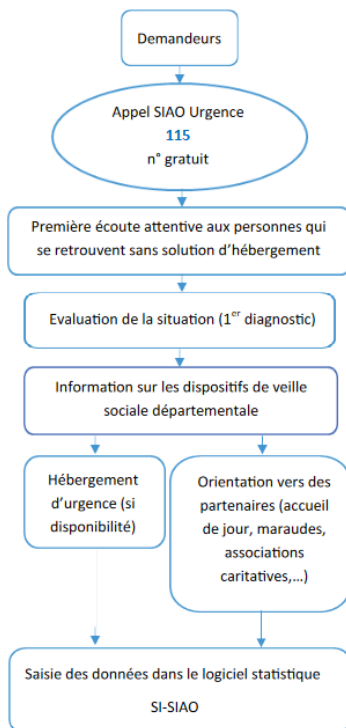 Demandeurs
Appel SIAO Urgence
115
n° gratuit
Première écoute attentive aux personnes qui
se retrouvent sans solution d'hébergement
Evaluation de la situation (1er diagnostic)
Information sur les dispositifs de veille
sociale départementale
Hébergement
d'urgence (si
disponibilité)
Orientation vers des
partenaires (accueil
de jour, maraudes,
associations
caritatives,…)
Saisie des données dans le logiciel statistique
SI-SIAO